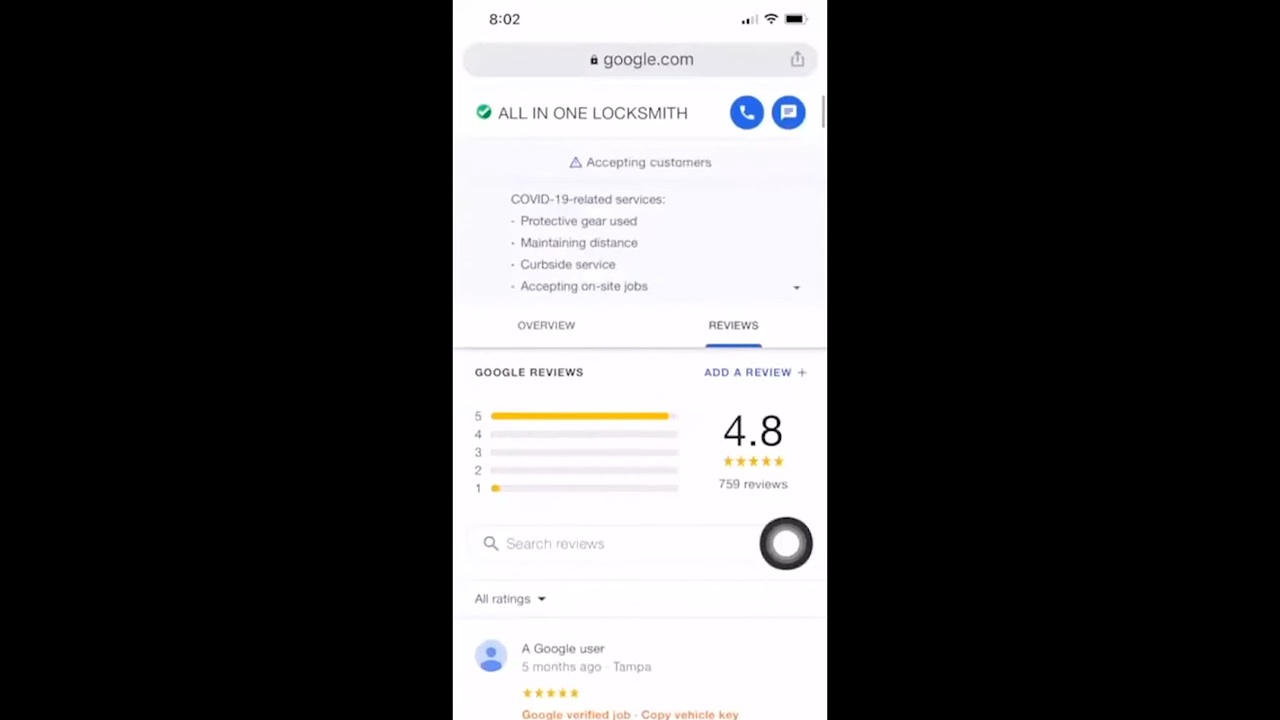 8:02
google.com
ALL IN ONE LOCKSMITH
Accepting customers
COVID-19-related services:
- Protective gear used
- Maintaining distance
- Curbside service
- Accepting on-site jobs
OVERVIEW
REVIEWS
GOOGLE REVIEWS
ADD A REVIEW +
5
4
3
2
1
4.8
759 reviews
Search reviews
All ratings
A Google user
5 months ago · Tampa
Google verified job · Copy vehicle key